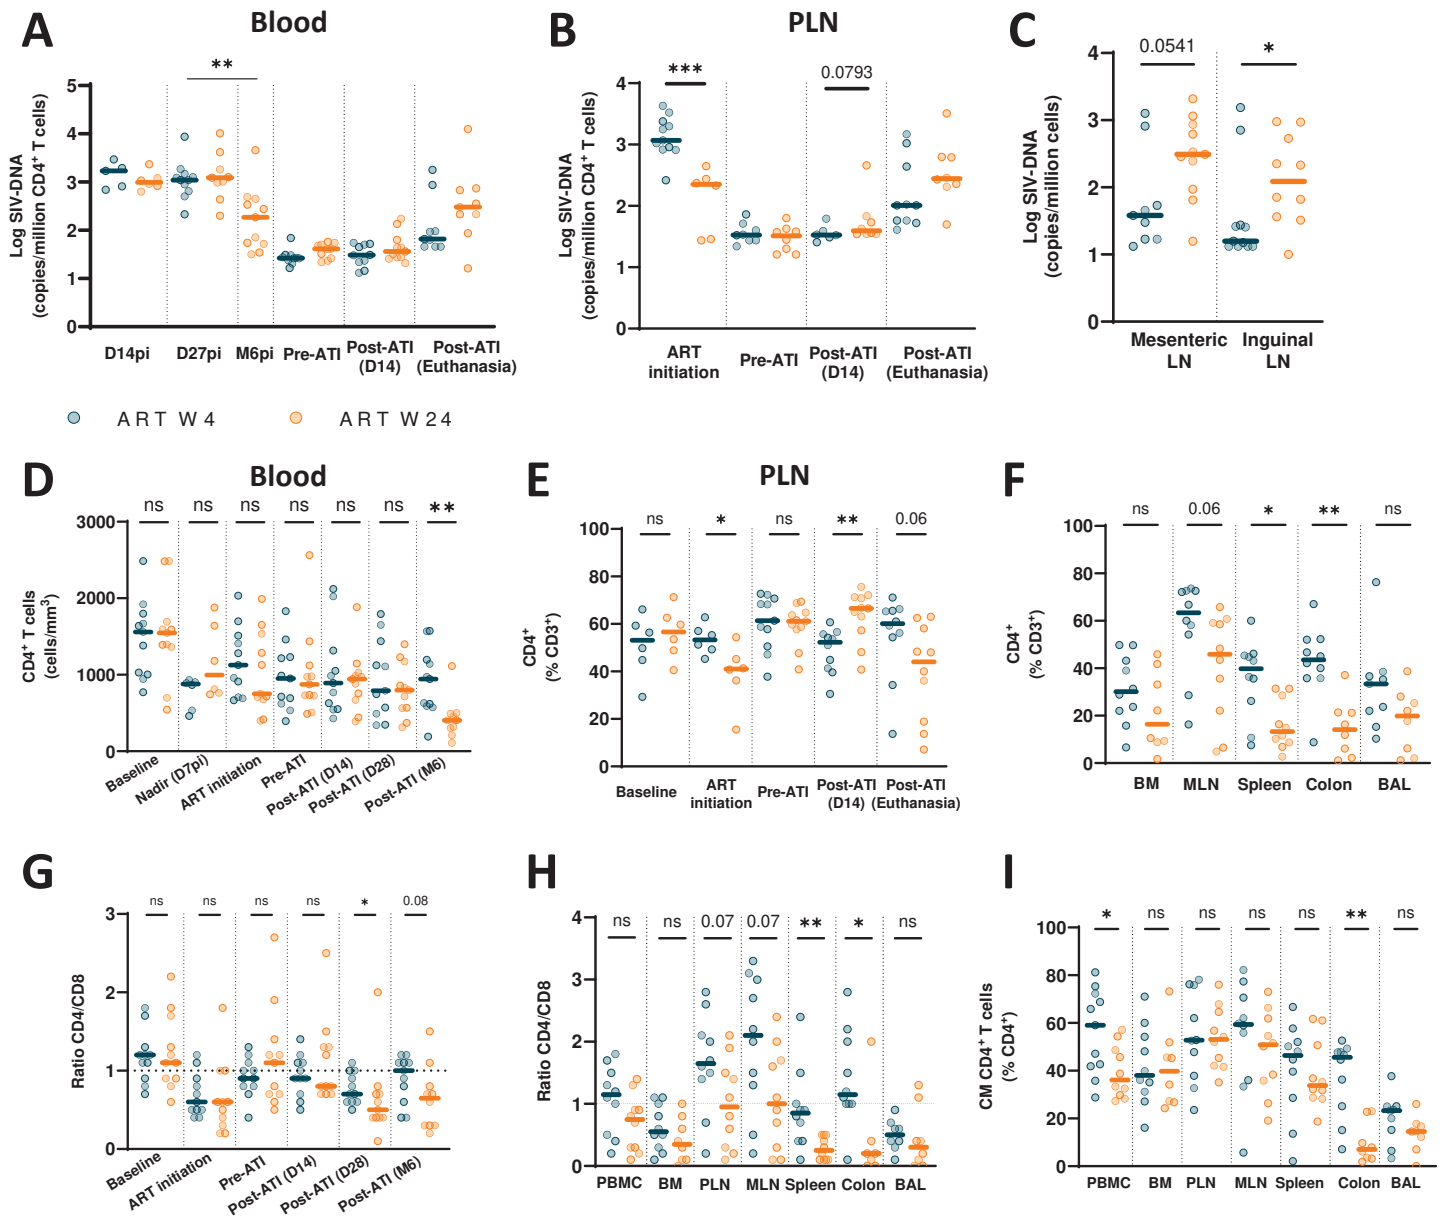 A
Blood
Log SIV-DNA
(copies/million CD4⁺ T cells)
5
4
3
2
1
0
**
D14pi
D27pi
M6pi
Pre-ATI
Post-ATI
(D14)
Post-ATI
(Euthanasia)
B
PLN
Log SIV-DNA
(copies/million CD4⁺ T cells)
4
3
2
1
0
***
0.0793
ART
initiation
Pre-ATI
Post-ATI
(D14)
Post-ATI
(Euthanasia)
C
Log SIV-DNA
(copies/million cells)
4
3
2
1
0
0.0541
*
Mesenteric
LN
Inguinal
LN
ART W4
ART W24
D
Blood
CD4⁺ T cells
(cells/mm³)
3000
2000
1000
0
ns
ns
ns
ns
ns
ns
**
Baseline
Nadir (D7pi)
ART initiation
Pre-ATI
Post-ATI (D14)
Post-ATI (D28)
Post-ATI (M6)
E
PLN
CD4⁺
(% CD3⁺)
100
80
60
40
20
0
ns
*
ns
**
0.06
Baseline
ART
initiation
Pre-ATI
Post-ATI
(D14)
Post-ATI
(Euthanasia)
F
CD4⁺
(% CD3⁺)
100
80
60
40
20
0
ns
0.06
*
**
ns
BM
MLN
Spleen
Colon
BAL
G
Ratio CD4/CD8
3
2
1
0
ns
ns
ns
ns
*
0.08
Baseline
ART initiation
Pre-ATI
Post-ATI (D14)
Post-ATI (D28)
Post-ATI (M6)
H
Ratio CD4/CD8
4
3
2
1
0
ns
ns
0.07
0.07
**
*
ns
PBMC
BM
PLN
MLN
Spleen
Colon
BAL
I
CM CD4⁺ T cells
(% CD4⁺)
100
80
60
40
20
0
*
ns
ns
ns
ns
**
ns
PBMC
BM
PLN
MLN
Spleen
Colon
BAL